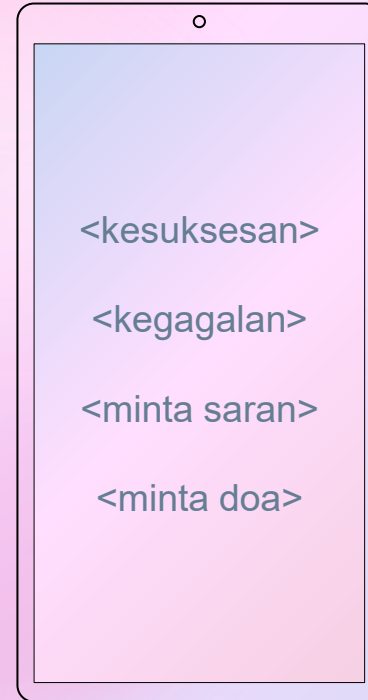 <kesuksesan>
<kegagalan>
<minta saran>
<minta doa>